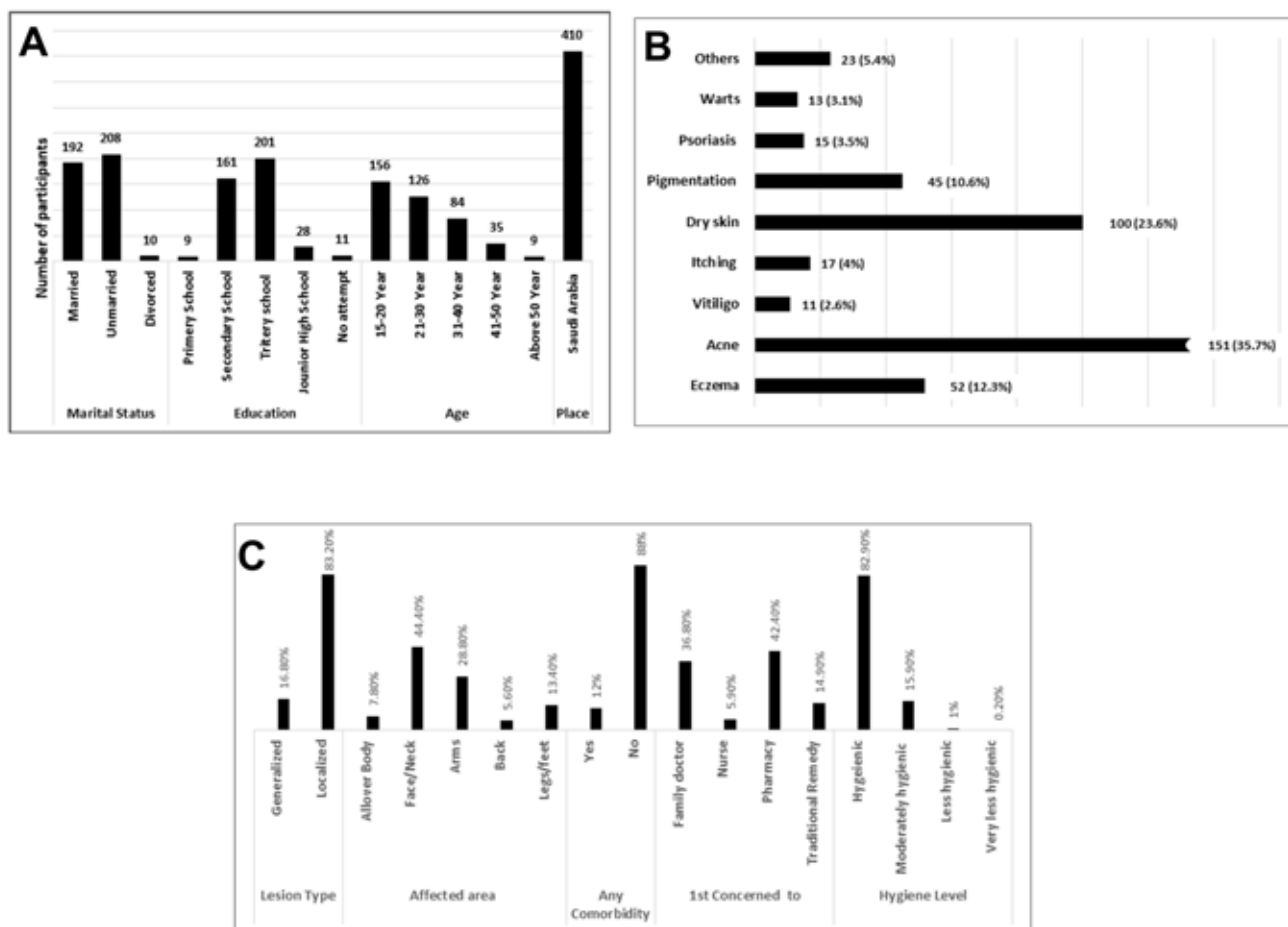 A
Number of participants
192
208
10
9
161
201
28
11
156
126
84
35
9
410
Married
Unmarried
Divorced
Primery School
Secondary School
Tritery school
Jounior High School
No attempt
15-20 Year
21-30 Year
31-40 Year
41-50 Year
Above 50 Year
Saudi Arabia
Marital Status
Education
Age
Place
B
Others
23 (5.4%)
Warts
13 (3.1%)
Psoriasis
15 (3.5%)
Pigmentation
45 (10.6%)
Dry skin
100 (23.6%)
Itching
17 (4%)
Vitiligo
11 (2.6%)
Acne
151 (35.7%)
Eczema
52 (12.3%)
C
16.80%
83.20%
7.80%
44.40%
28.80%
5.60%
13.40%
12%
88%
36.80%
5.90%
42.40%
14.90%
82.90%
15.90%
1%
0.20%
Generalized
Localized
Allover Body
Face/Neck
Arms
Back
Legs/feet
Yes
No
Family doctor
Nurse
Pharmacy
Traditional Remedy
Hygeienic
Moderately hygienic
Less hygienic
Very less hygienic
Lesion Type
Affected area
Any
Comorbidity
1st Concerned to
Hygiene Level